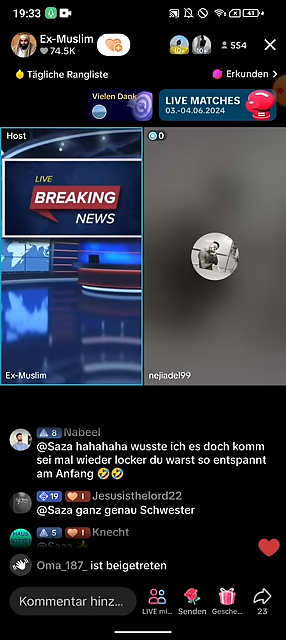 19:33
41
Ex-Muslim
74.5K
10+
554
Tägliche Rangliste
Erkunden >
Vielen Dank
LIVE MATCHES
03.-04.06.2024
Host
0
LIVE
BREAKING
NEWS
Ex-Muslim
nejiadel99
8 Nabeel
@Saza hahahaha wusste ich es doch komm
sei mal wieder locker du warst so entspannt
am Anfang 🤣🤣
19 1 Jesusisthelord22
@Saza ganz genau Schwester
5 1 Knecht
@Saza
Oma_187_ ist beigetreten
Kommentar hinz...
LIVE mi...
Senden
Gesche...
23